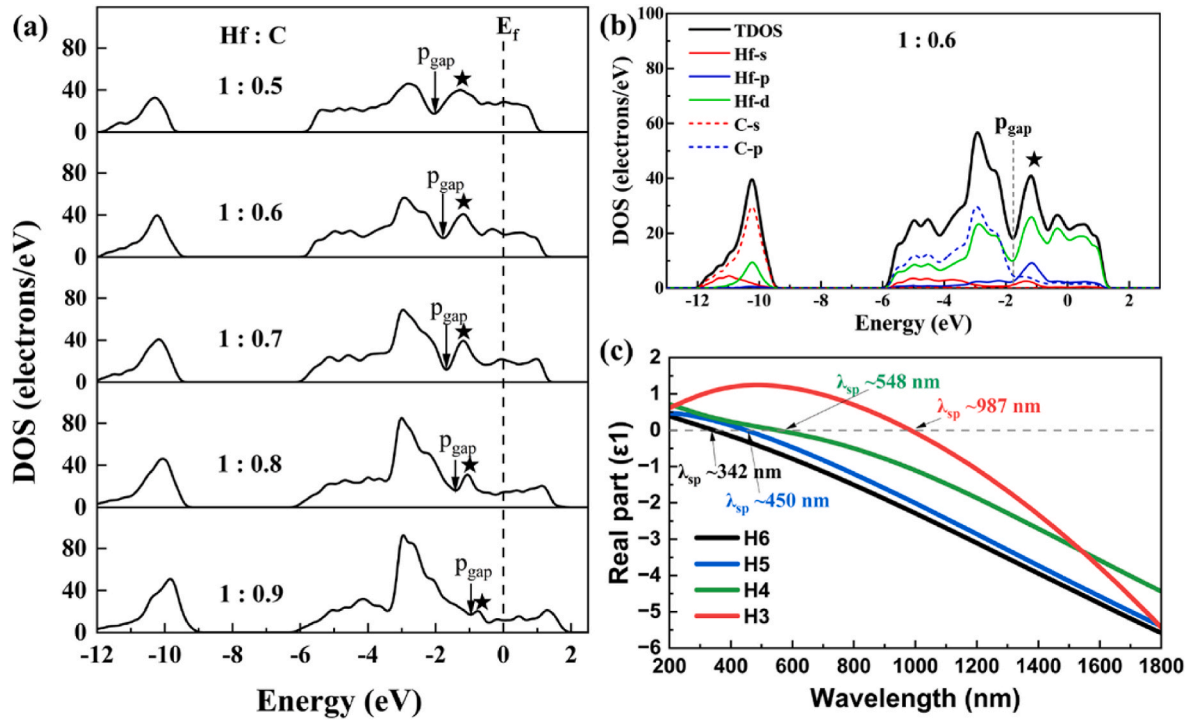 (a)
Hf : C
E_f
80
40
0
1 : 0.5
p_gap
★
80
40
0
1 : 0.6
p_gap
★
80
40
0
1 : 0.7
p_gap
★
80
40
0
1 : 0.8
p_gap
★
80
40
0
1 : 0.9
p_gap
★
-12 -10 -8 -6 -4 -2 0 2
Energy (eV)
DOS (electrons/eV)
(b)
100
80
60
40
20
0
DOS (electrons/eV)
TDOS
Hf-s
Hf-p
Hf-d
C-s
C-p
1 : 0.6
p_gap
★
-12 -10 -8 -6 -4 -2 0 2
Energy (eV)
(c)
2
1
0
−1
−2
−3
−4
−5
−6
Real part (ε1)
λ_sp ~548 nm
λ_sp ~987 nm
λ_sp ~342 nm
λ_sp ~450 nm
H6
H5
H4
H3
200 400 600 800 1000 1200 1400 1600 1800
Wavelength (nm)